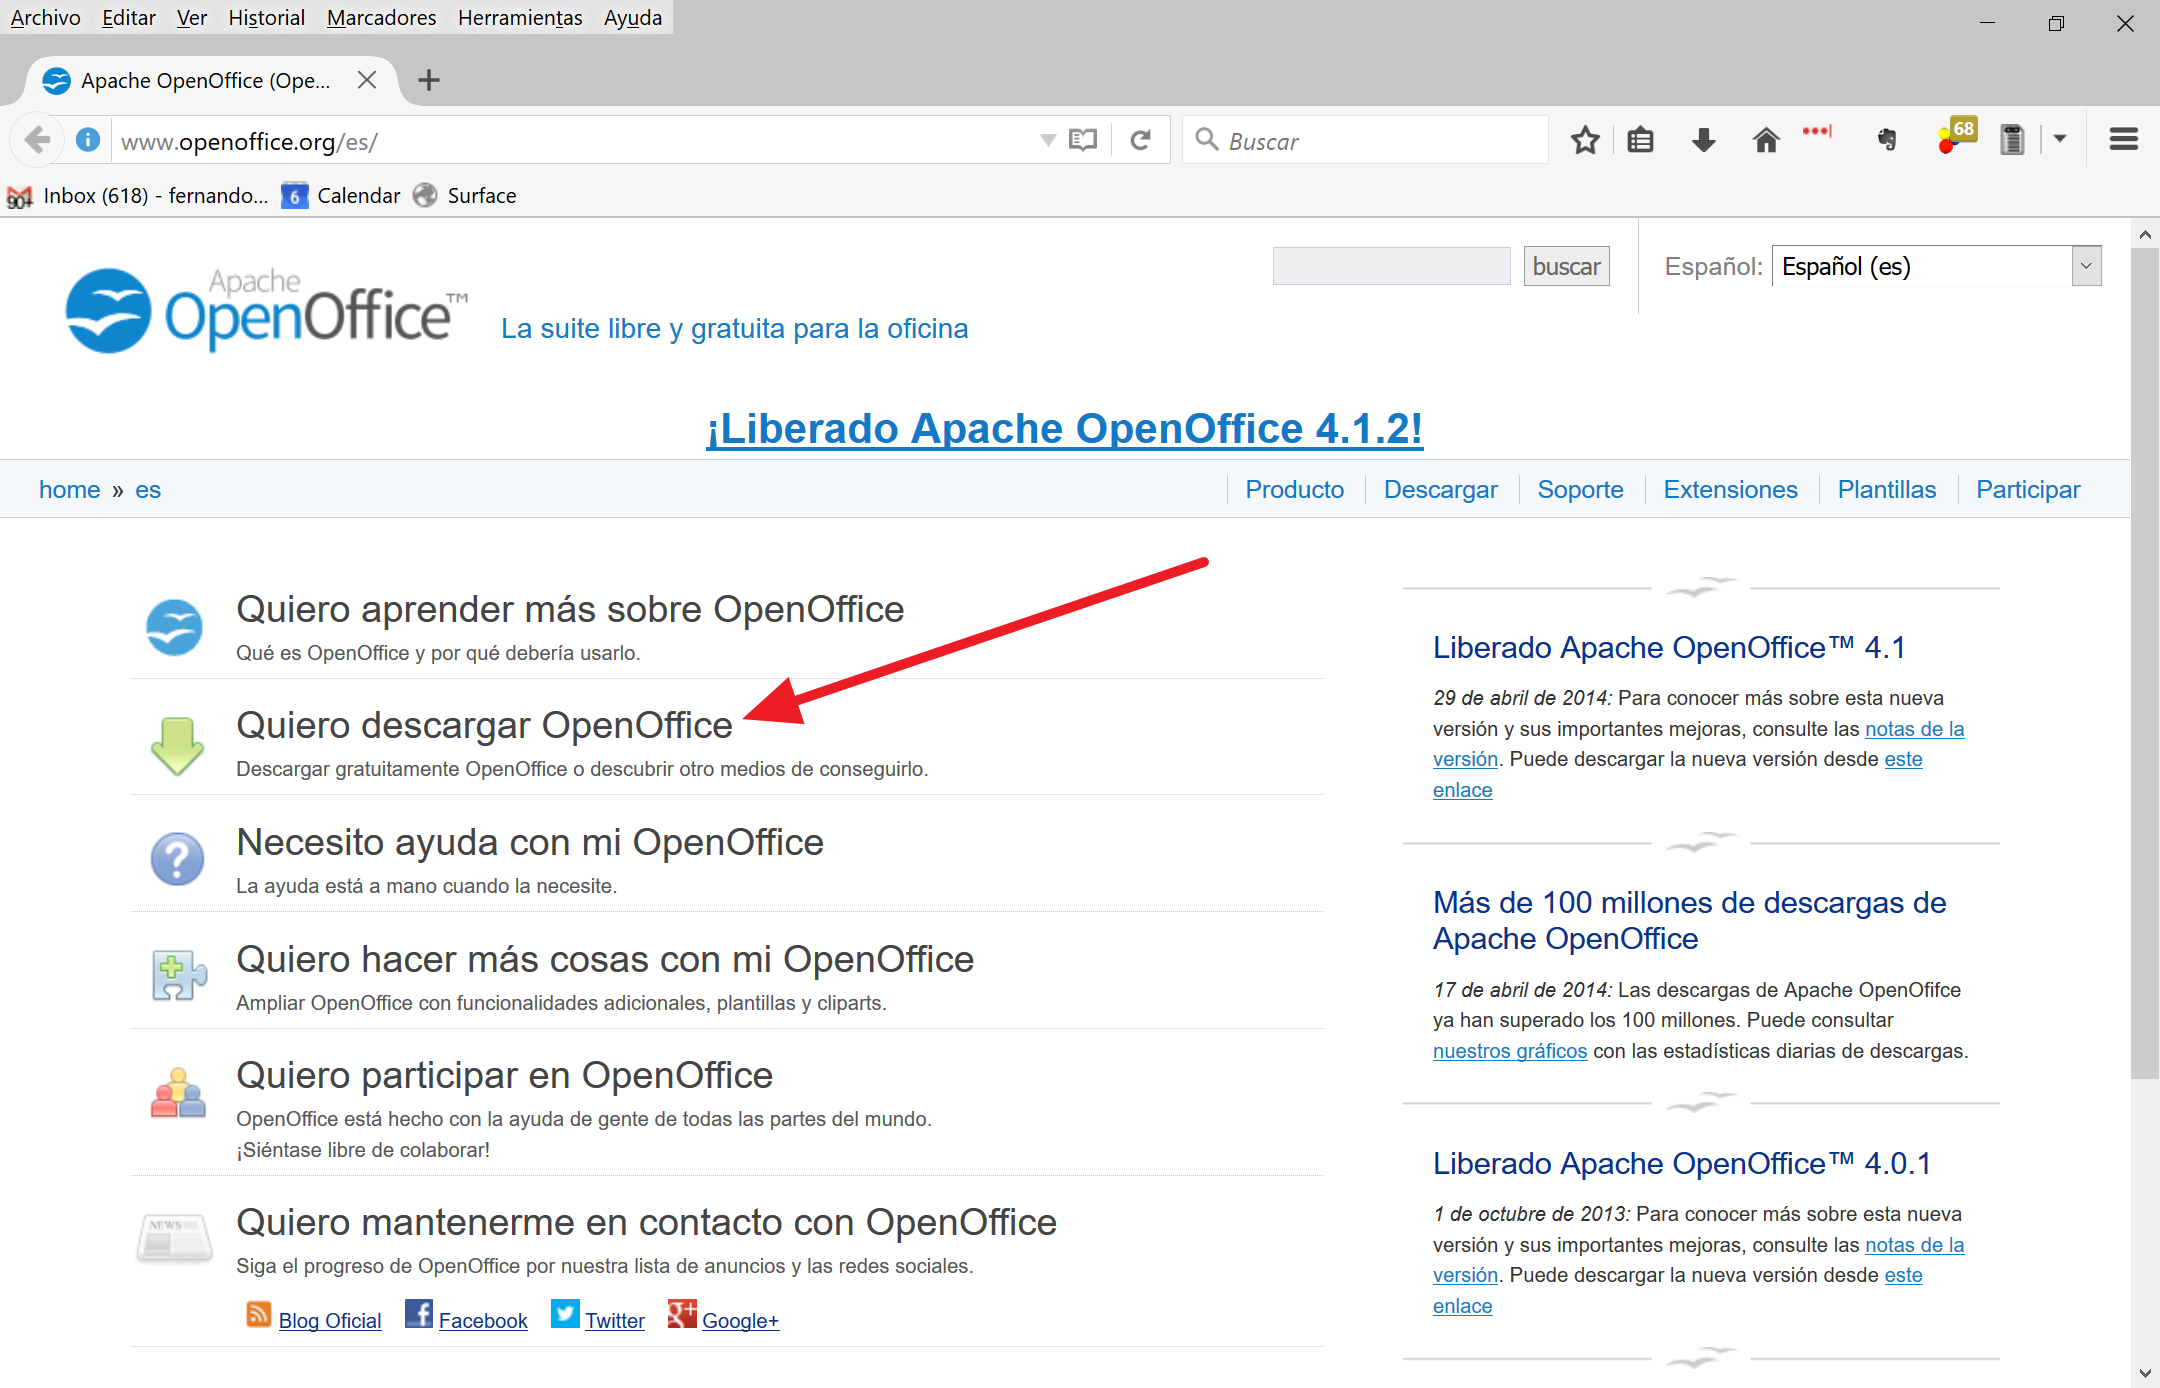 Archivo Editar Ver Historial Marcadores Herramientas Ayuda
Apache OpenOffice (Ope...
www.openoffice.org/es/
Buscar
68
90+ Inbox (618) - fernando... 6 Calendar Surface
buscar
Español: Español (es)
Apache
OpenOffice™
La suite libre y gratuita para la oficina
¡Liberado Apache OpenOffice 4.1.2!
home » es
Producto Descargar Soporte Extensiones Plantillas Participar
Quiero aprender más sobre OpenOffice
Qué es OpenOffice y por qué debería usarlo.
Quiero descargar OpenOffice
Descargar gratuitamente OpenOffice o descubrir otro medios de conseguirlo.
Necesito ayuda con mi OpenOffice
La ayuda está a mano cuando la necesite.
Quiero hacer más cosas con mi OpenOffice
Ampliar OpenOffice con funcionalidades adicionales, plantillas y cliparts.
Quiero participar en OpenOffice
OpenOffice está hecho con la ayuda de gente de todas las partes del mundo.
¡Siéntase libre de colaborar!
NEWS
Quiero mantenerme en contacto con OpenOffice
Siga el progreso de OpenOffice por nuestra lista de anuncios y las redes sociales.
Blog Oficial Facebook Twitter Google+
Liberado Apache OpenOffice™ 4.1
29 de abril de 2014: Para conocer más sobre esta nueva
versión y sus importantes mejoras, consulte las notas de la
versión. Puede descargar la nueva versión desde este
enlace
Más de 100 millones de descargas de
Apache OpenOffice
17 de abril de 2014: Las descargas de Apache OpenOfifce
ya han superado los 100 millones. Puede consultar
nuestros gráficos con las estadísticas diarias de descargas.
Liberado Apache OpenOffice™ 4.0.1
1 de octubre de 2013: Para conocer más sobre esta nueva
versión y sus importantes mejoras, consulte las notas de la
versión. Puede descargar la nueva versión desde este
enlace